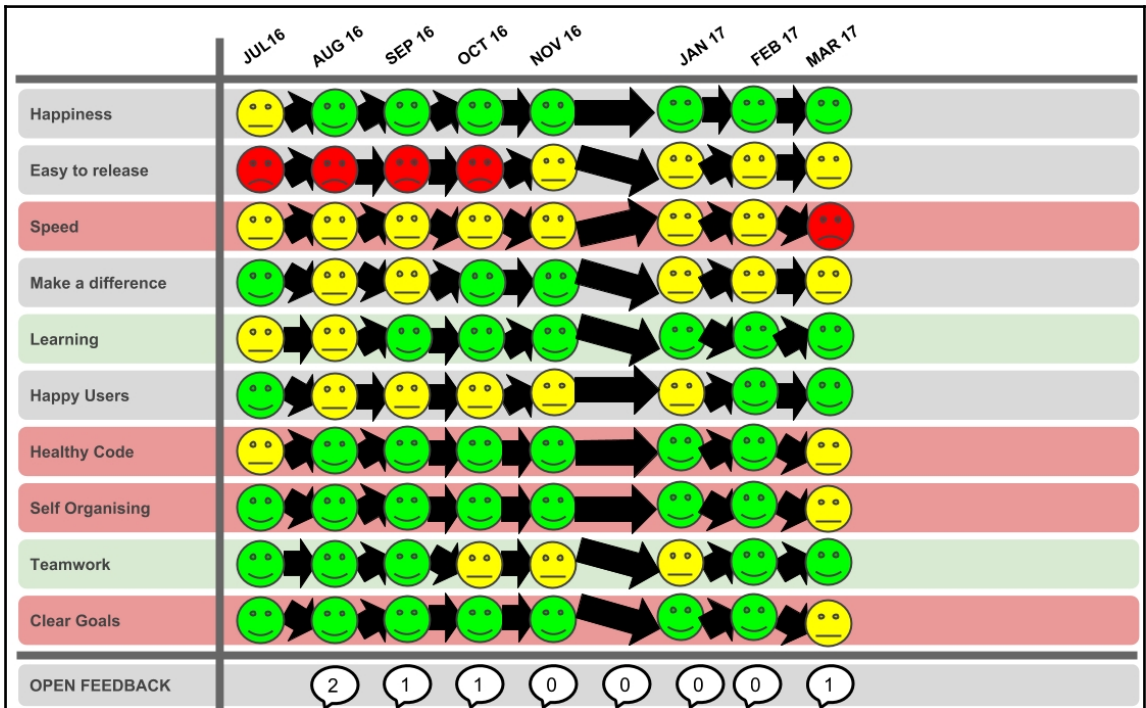 JUL16 AUG 16 SEP 16 OCT 16 NOV 16 JAN 17 FEB 17 MAR 17
Happiness
Easy to release
Speed
Make a difference
Learning
Happy Users
Healthy Code
Self Organising
Teamwork
Clear Goals
OPEN FEEDBACK 2 1 1 0 0 0 0 1